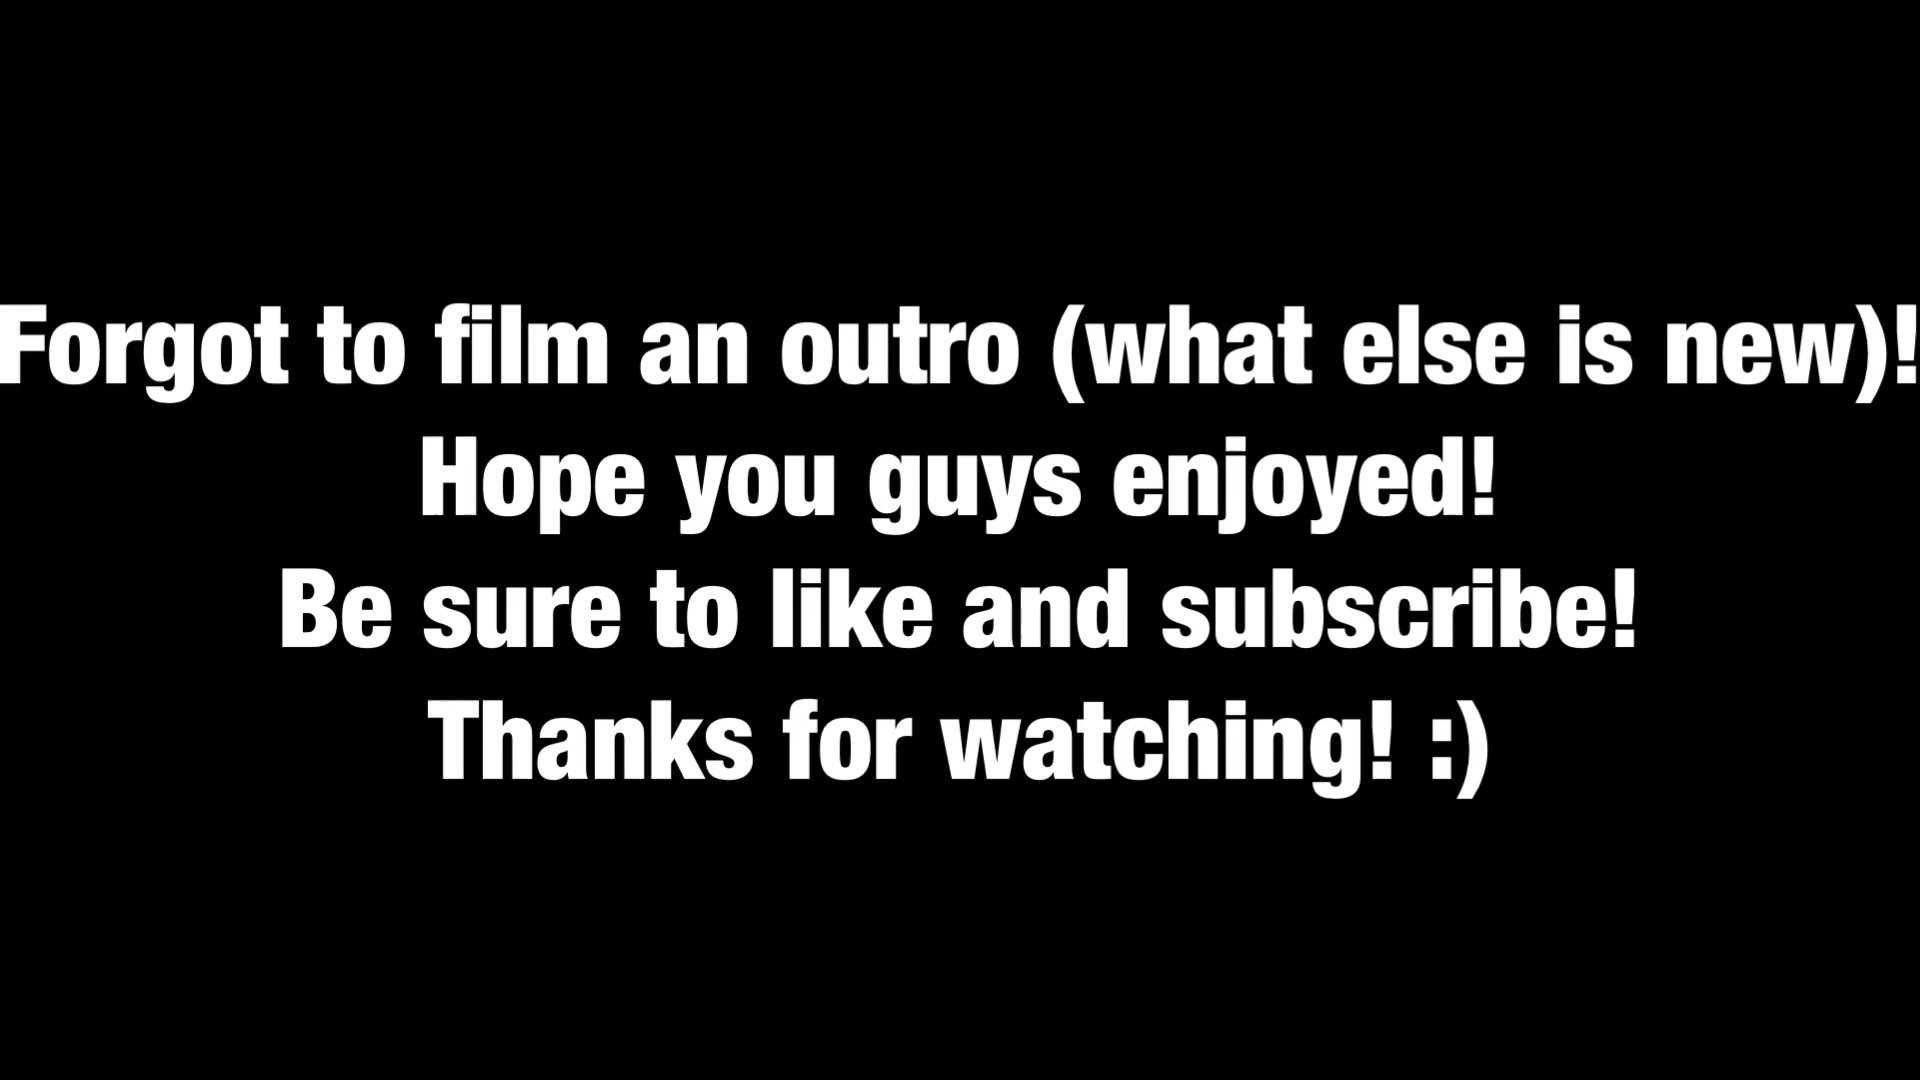 Forgot to film an outro (what else is new)!
Hope you guys enjoyed!
Be sure to like and subscribe!
Thanks for watching! :)